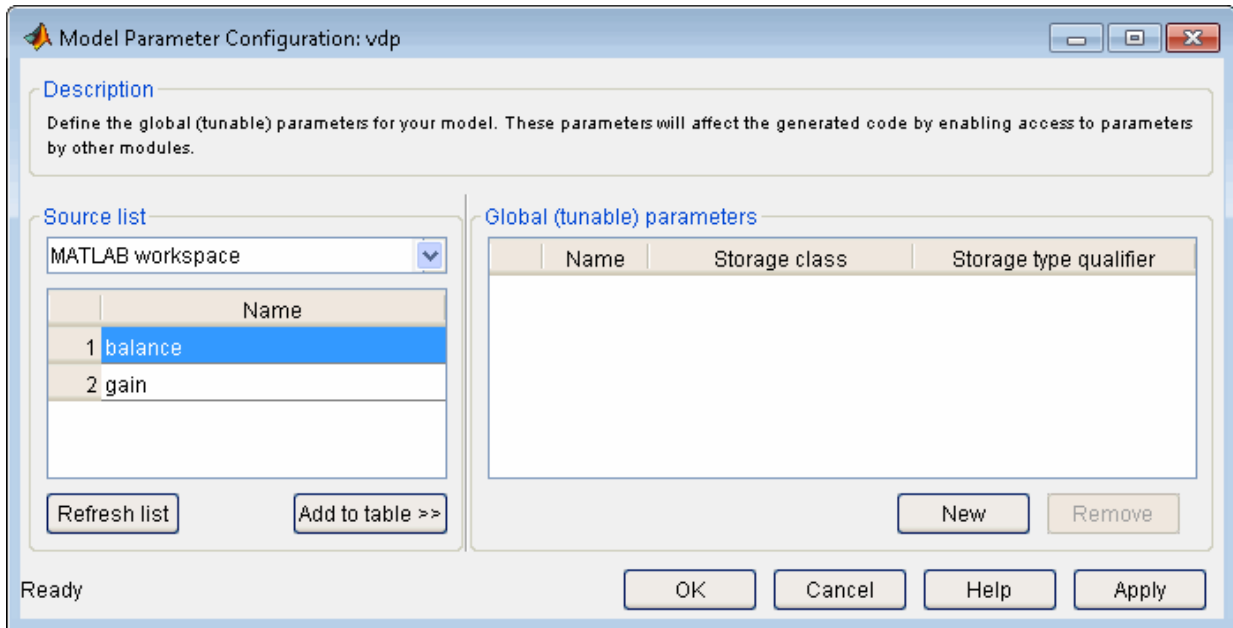 Model Parameter Configuration: vdp
Description
Define the global (tunable) parameters for your model. These parameters will affect the generated code by enabling access to parameters
by other modules.
Source list
MATLAB workspace
Name
1 balance
2 gain
Refresh list
Add to table >>
Global (tunable) parameters
Name Storage class Storage type qualifier
New
Remove
Ready
OK
Cancel
Help
Apply